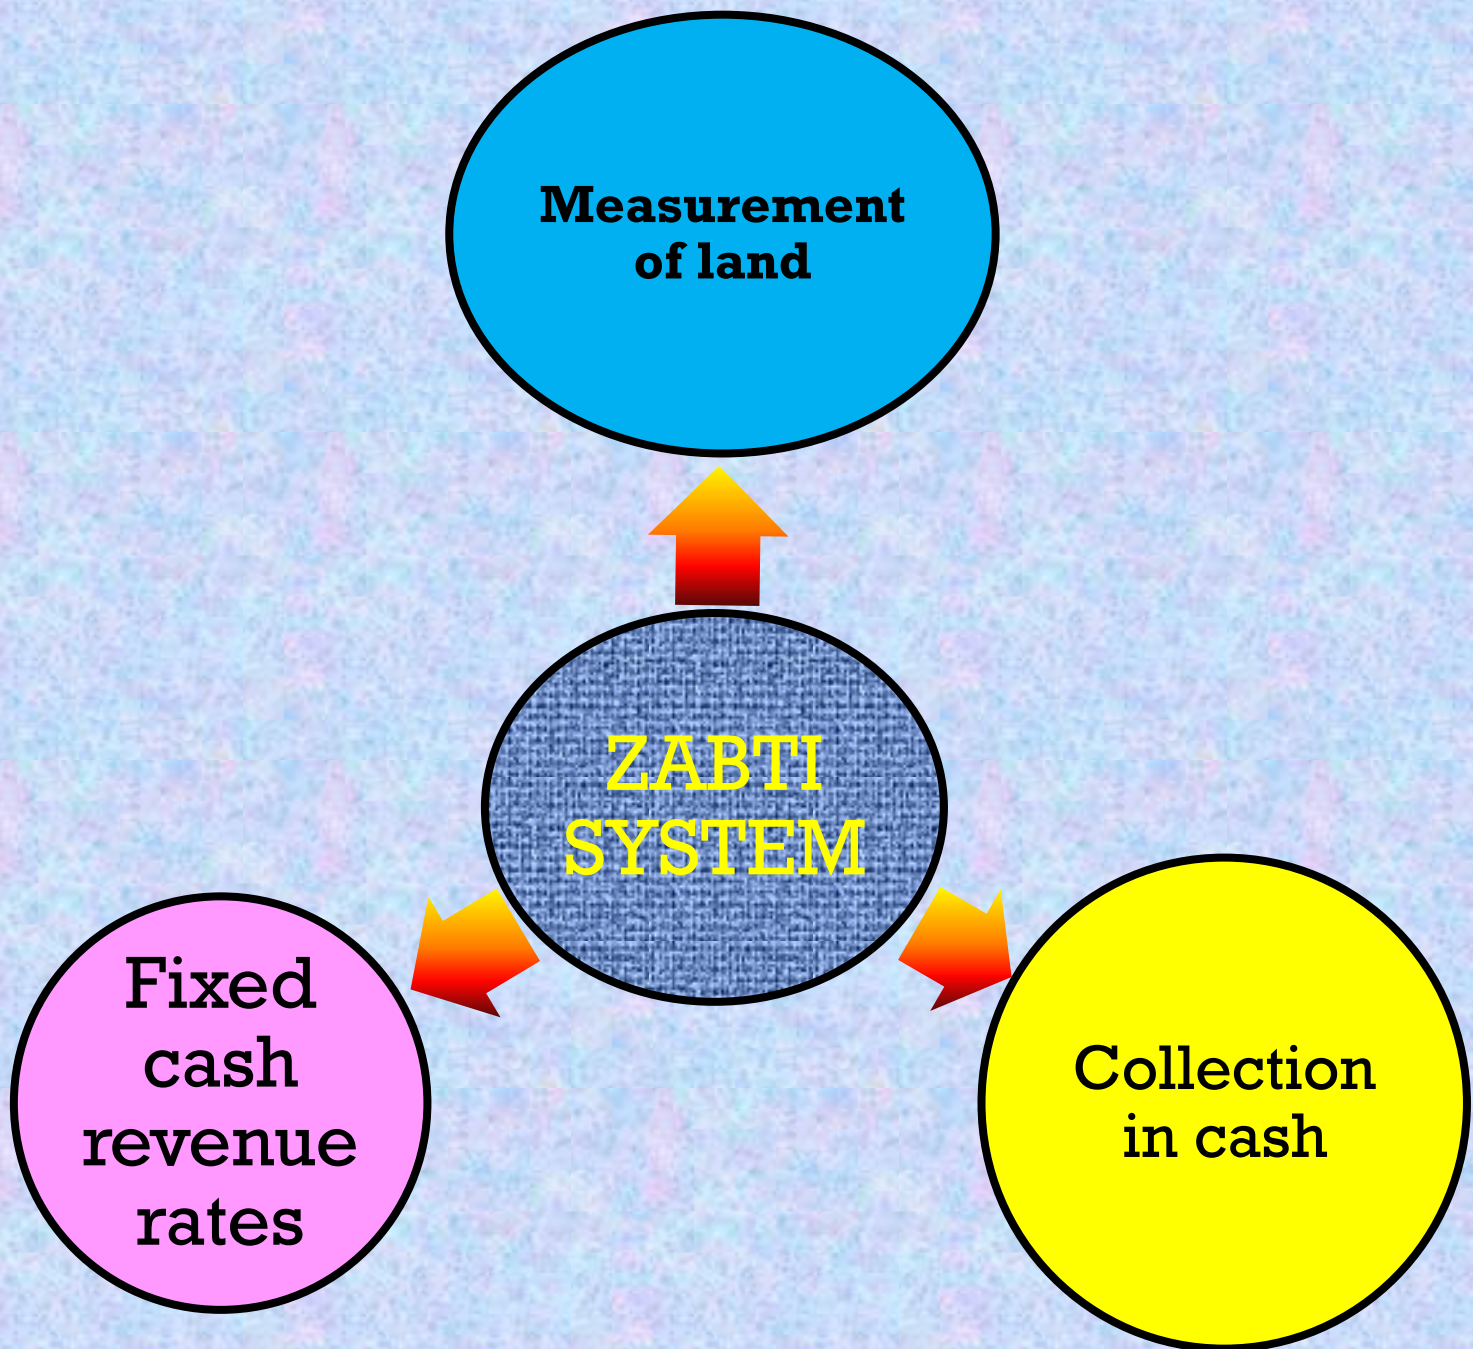 Measurement
of land
ZABTI
SYSTEM
Fixed
cash
revenue
rates
Collection
in cash